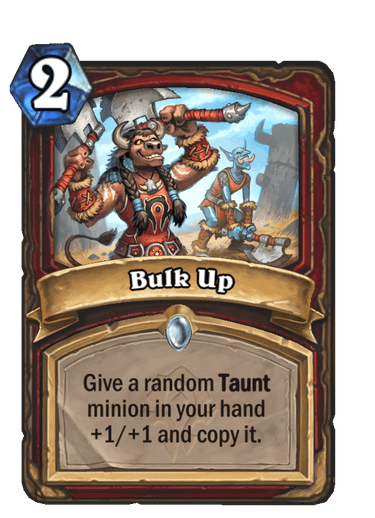 2
Bulk Up
Give a random Taunt
minion in your hand
+1/+1 and copy it.